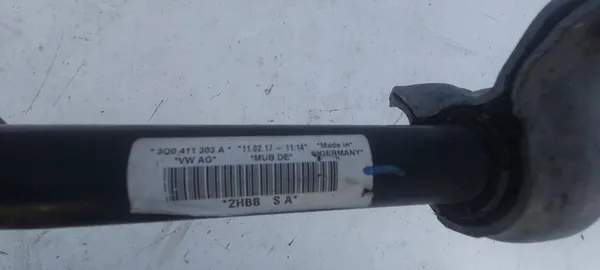 *3Q0 411 303 A* *11.02.17 - 11:14* *Made in
*VW AG* *MUB DE* GERMANY*
*2HBB S A*